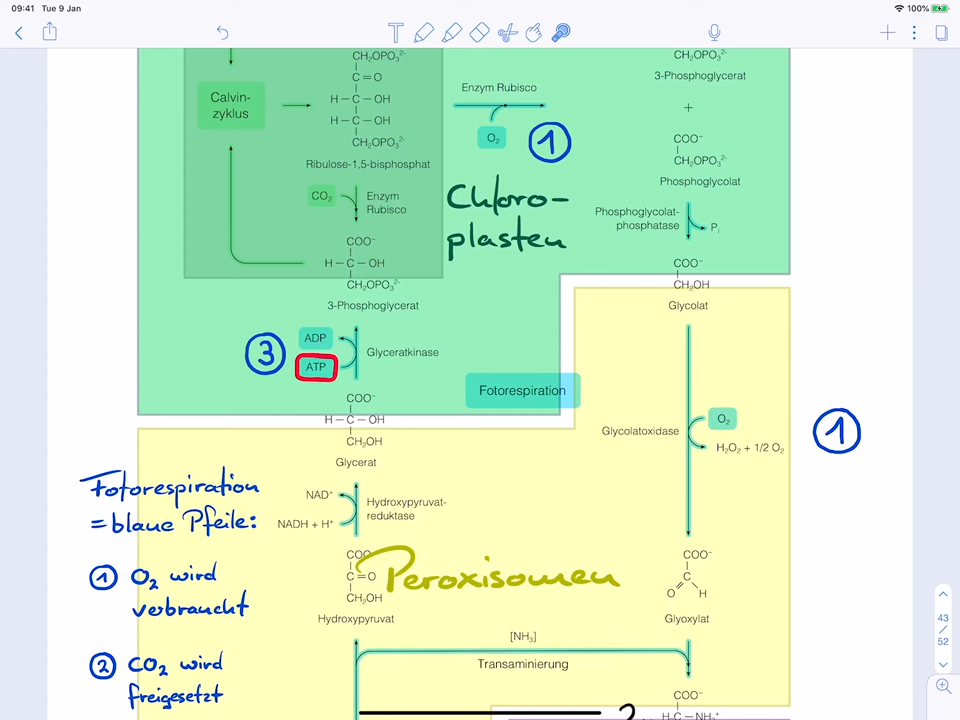 09:41 Tue 9 Jan
100%
CH₂OPO₃²⁻
C=O
H — C — OH
H — C — OH
CH₂OPO₃²⁻
Ribulose-1,5-bisphosphat
Calvin-
zyklus
Enzym Rubisco
O₂
1
CH₂OPO₃²⁻
3-Phosphoglycerat
+
COO⁻
CH₂OPO₃²⁻
Phosphoglycolat
CO₂
Enzym
Rubisco
Chloro-
plasten
Phosphoglycolat-
phosphatase
Pᵢ
COO⁻
H — C — OH
CH₂OPO₃²⁻
3-Phosphoglycerat
COO⁻
CH₂OH
Glycolat
3
ADP
ATP
Glyceratkinase
Fotorespiration
COO⁻
H — C — OH
CH₂OH
Glycerat
Glycolatoxidase
O₂
H₂O₂ + 1/2 O₂
1
Fotorespiration
= blaue Pfeile:
NAD⁺
NADH + H⁺
Hydroxypyruvat-
reduktase
1 O₂ wird
verbraucht
COO
C=O
CH₂OH
Hydroxypyruvat
Peroxisomen
COO⁻
C
O H
Glyoxylat
[NH₃]
Transaminierung
2 CO₂ wird
freigesetzt
COO⁻
H — C — NH₃⁺
2
43
/
52